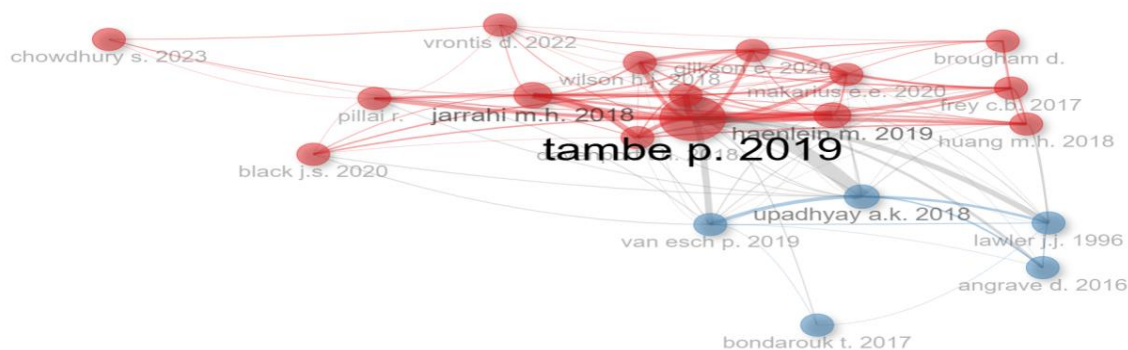 chowdhury s. 2023
vrontis d. 2022
brougham d.
glikson e. 2020
wilson h. 2018
makarius e.e. 2020
frey c.b. 2017
pillai r.
jarrahi m.h. 2018
haenlein m. 2019
huang m.h. 2018
tambe p. 2019
black j.s. 2020
upadhyay a.k. 2018
van esch p. 2019
lawler j.j. 1996
angrave d. 2016
bondarouk t. 2017